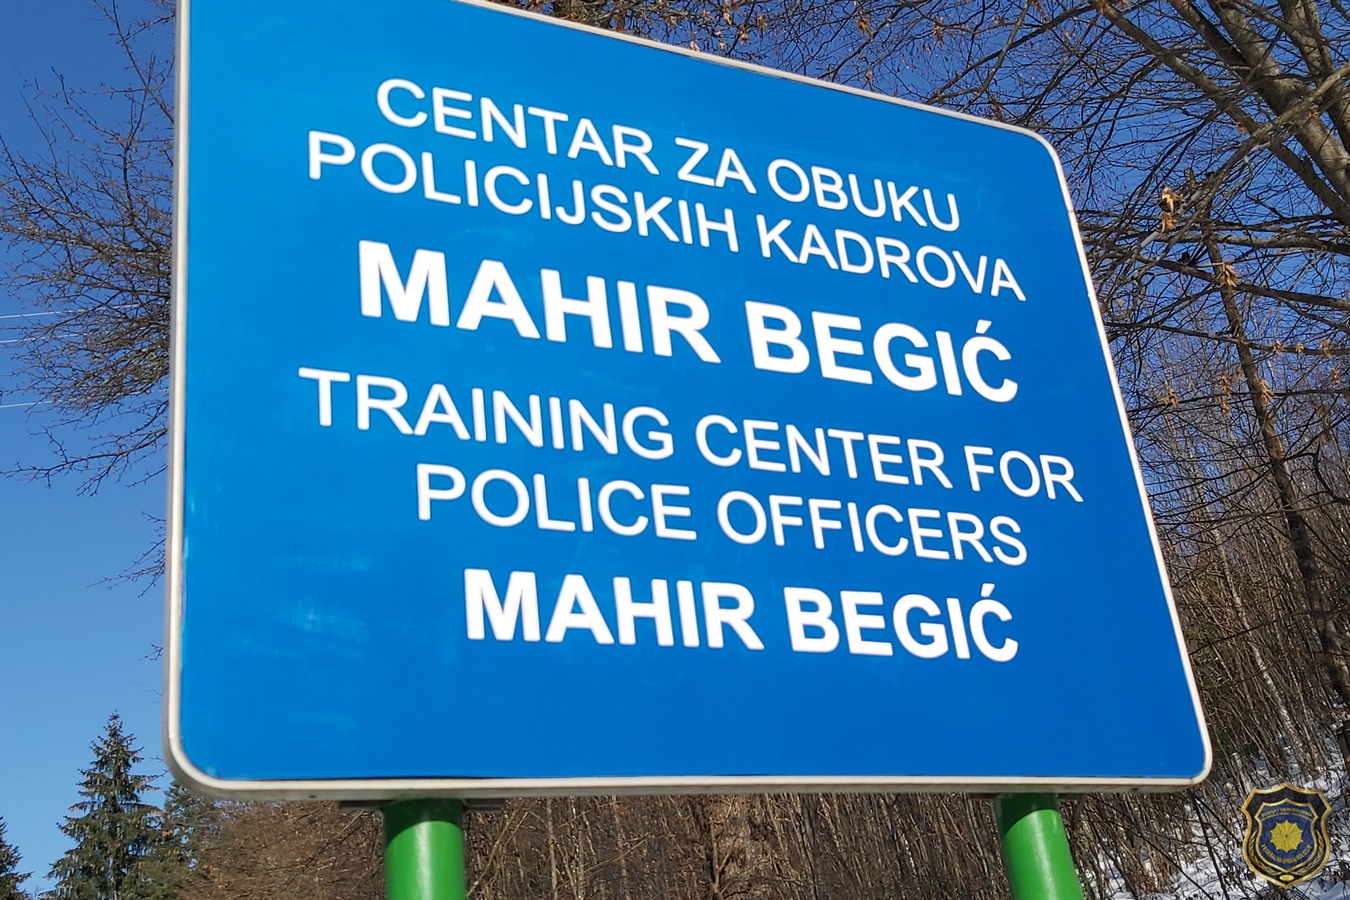 CENTAR ZA OBUKU
POLICIJSKIH KADROVA
MAHIR BEGIĆ
TRAINING CENTER FOR
POLICE OFFICERS
MAHIR BEGIĆ